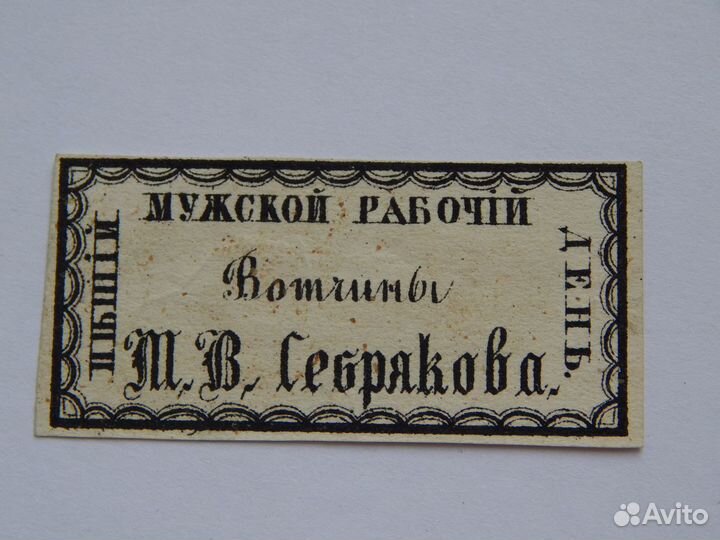 МУЖСКОЙ РАБОЧІЙ
ПѢШІЙ
ДЕНЬ.
Вотчины
Т. В. Себрякова.
Avito